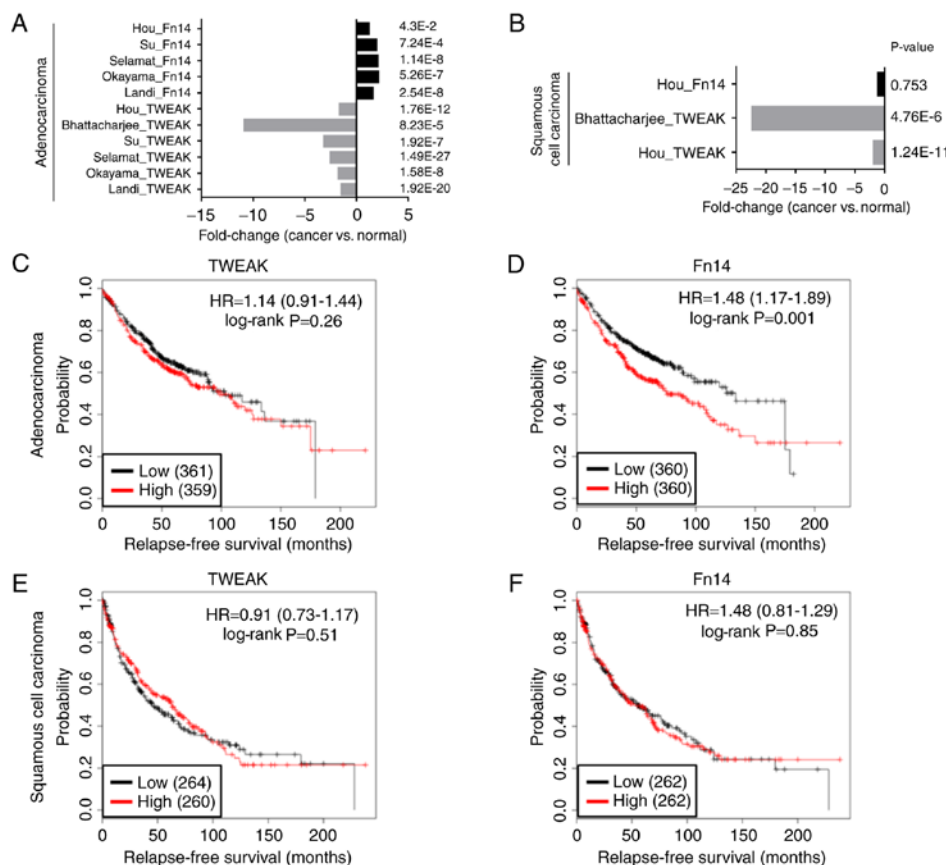 A
Adenocarcinoma
Hou_Fn14 4.3E-2
Su_Fn14 7.24E-4
Selamat_Fn14 1.14E-8
Okayama_Fn14 5.26E-7
Landi_Fn14 2.54E-8
Hou_TWEAK 1.76E-12
Bhattacharjee_TWEAK 8.23E-5
Su_TWEAK 1.92E-7
Selamat_TWEAK 1.49E-27
Okayama_TWEAK 1.58E-8
Landi_TWEAK 1.92E-20
−15 −10 −5 0 5
Fold-change (cancer vs. normal)
B
P-value
Squamous
cell carcinoma
Hou_Fn14 0.753
Bhattacharjee_TWEAK 4.76E-6
Hou_TWEAK 1.24E-11
−25 −20 −15 −10 −5 0
Fold-change (cancer vs. normal)
C
TWEAK
HR=1.14 (0.91-1.44)
log-rank P=0.26
Adenocarcinoma
Probability
1.0
0.8
0.6
0.4
0.2
0.0
Low (361)
High (359)
0 50 100 150 200
Relapse-free survival (months)
D
Fn14
HR=1.48 (1.17-1.89)
log-rank P=0.001
Probability
1.0
0.8
0.6
0.4
0.2
0.0
Low (360)
High (360)
0 50 100 150 200
Relapse-free survival (months)
E
TWEAK
HR=0.91 (0.73-1.17)
log-rank P=0.51
Squamous cell carcinoma
Probability
1.0
0.8
0.6
0.4
0.2
0.0
Low (264)
High (260)
0 50 100 150 200
Relapse-free survival (months)
F
Fn14
HR=1.48 (0.81-1.29)
log-rank P=0.85
Probability
1.0
0.8
0.6
0.4
0.2
0.0
Low (262)
High (262)
0 50 100 150 200
Relapse-free survival (months)